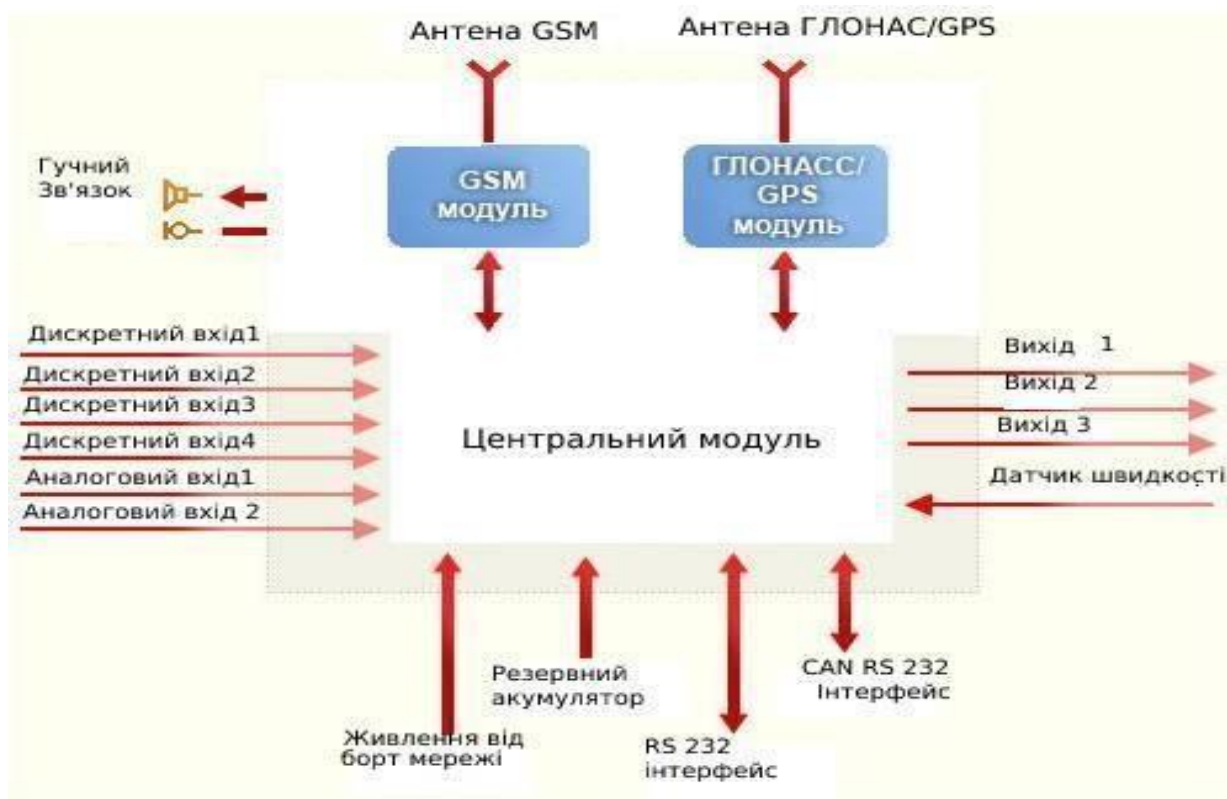 Антена GSM
Антена ГЛОНАС/GPS
Гучний
Зв'язок
GSM
модуль
ГЛОНАСС/
GPS
модуль
Дискретний вхід1
Дискретний вхід2
Дискретний вхід3
Дискретний вхід4
Аналоговий вхід1
Аналоговий вхід 2
Центральний модуль
Вихід 1
Вихід 2
Вихід 3
Датчик швидкості
Живлення від
борт мережі
Резервний
акумулятор
RS 232
інтерфейс
CAN RS 232
Інтерфейс